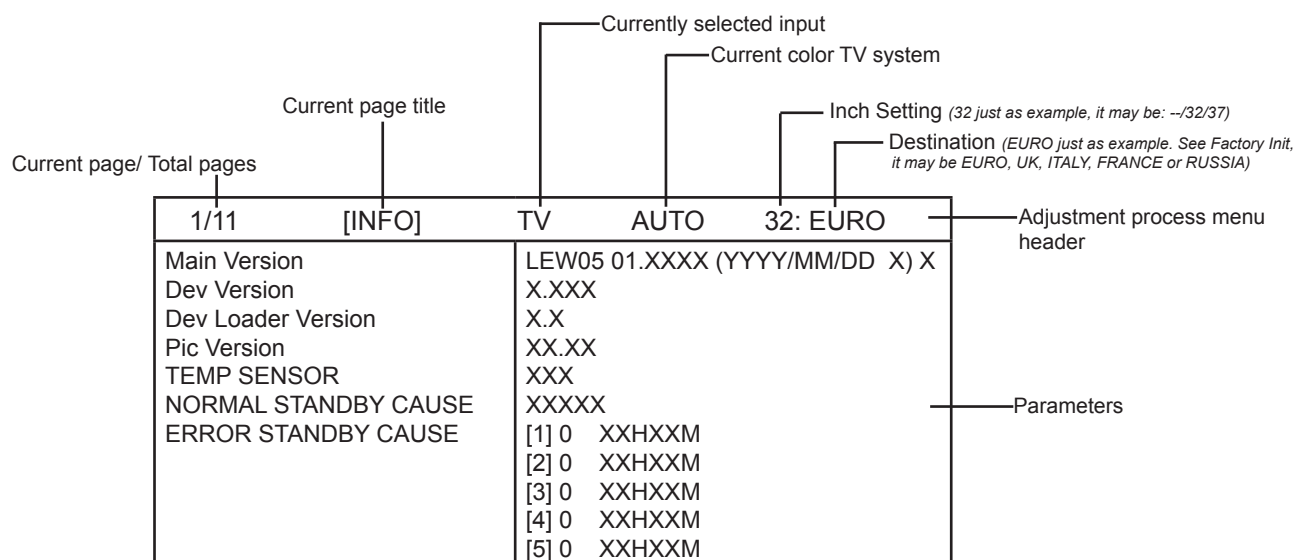 Currently selected input
Current color TV system
Current page title
Inch Setting (32 just as example, it may be: --/32/37)
Destination (EURO just as example. See Factory Init,
it may be EURO, UK, ITALY, FRANCE or RUSSIA)
Current page/ Total pages
1/11 [INFO] TV AUTO 32: EURO
Adjustment process menu
header
Main Version LEW05 01.XXXX (YYYY/MM/DD X) X
Dev Version X.XXX
Dev Loader Version X.X
Pic Version XX.XX
TEMP SENSOR XXX
NORMAL STANDBY CAUSE XXXXX
Parameters
ERROR STANDBY CAUSE [1] 0 XXHXXM
[2] 0 XXHXXM
[3] 0 XXHXXM
[4] 0 XXHXXM
[5] 0 XXHXXM